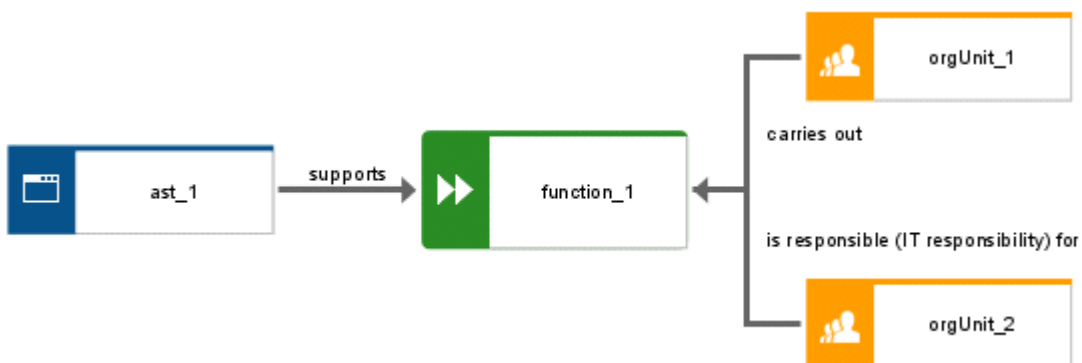 orgUnit_1
carries out
supports
ast_1
function_1
is responsible (IT responsibility) for
orgUnit_2